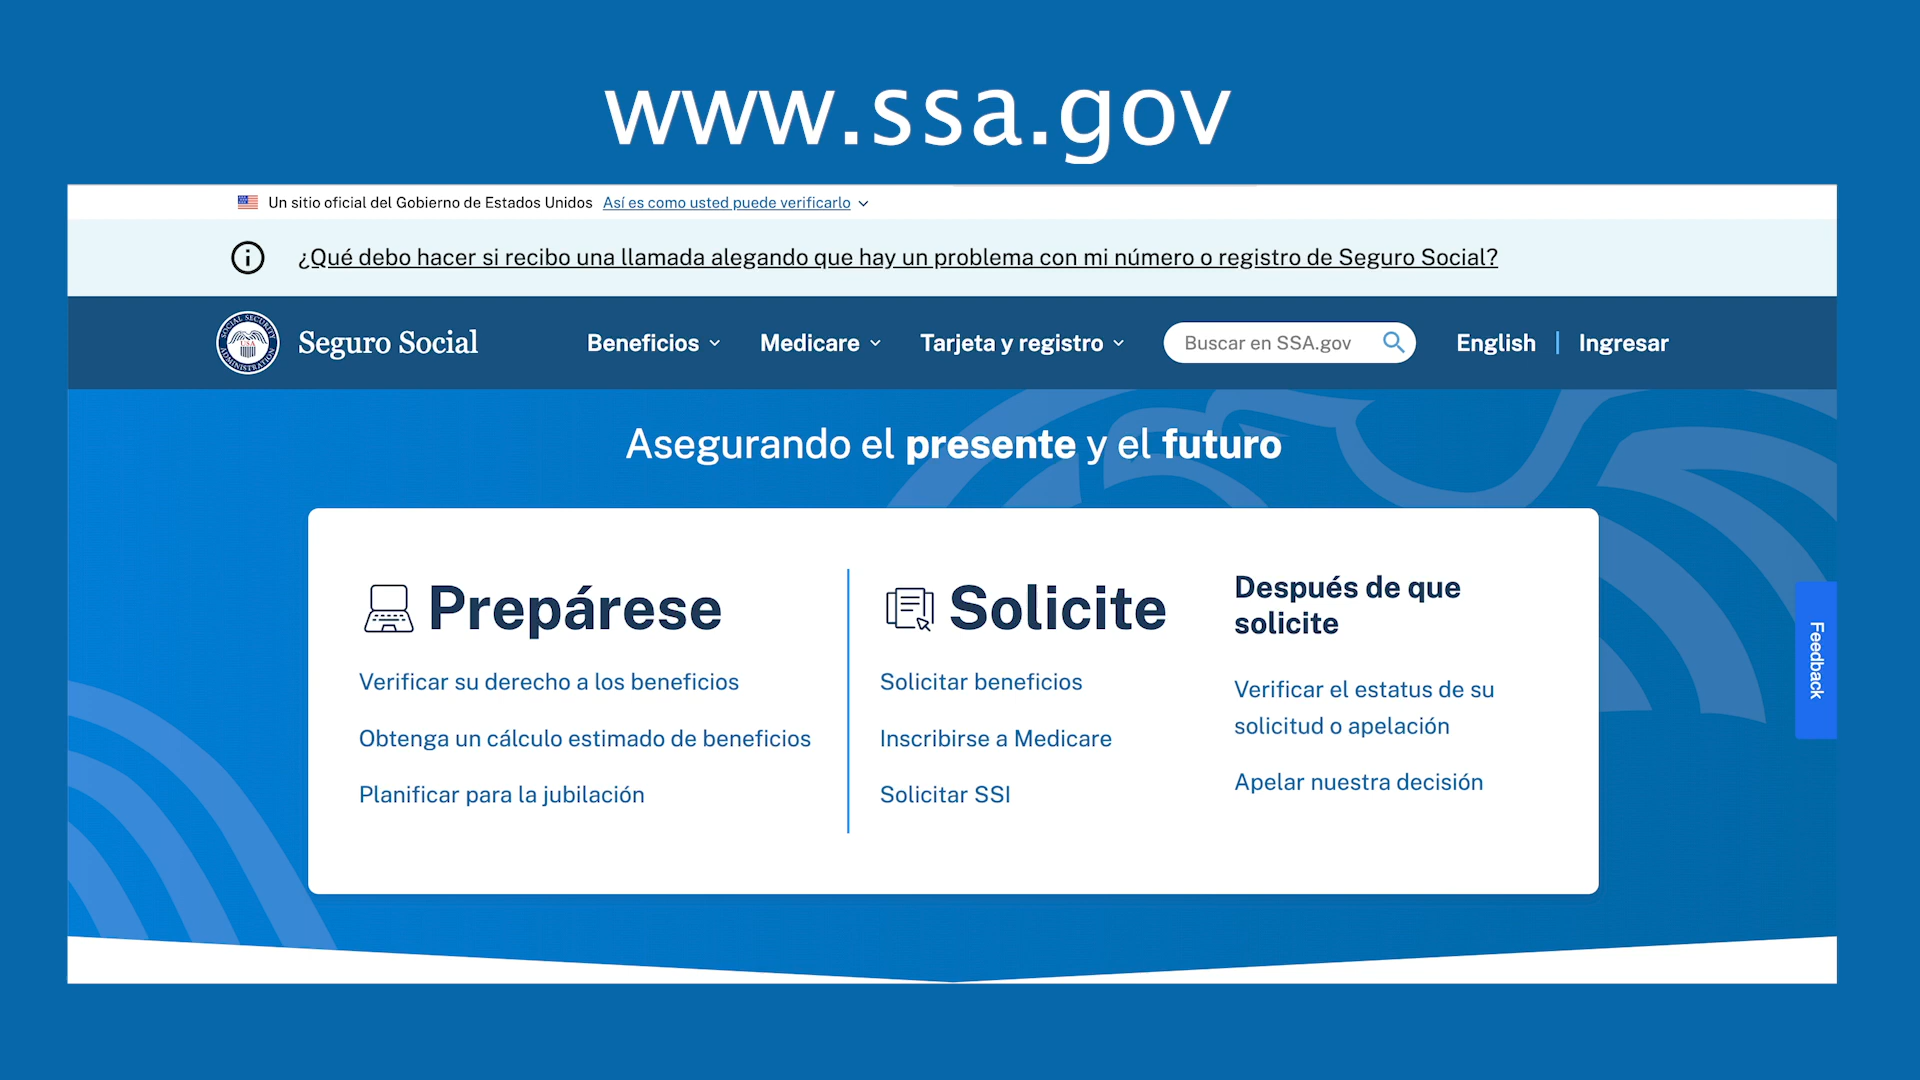 www.ssa.gov
Un sitio oficial del Gobierno de Estados Unidos Así es como usted puede verificarlo
¿Qué debo hacer si recibo una llamada alegando que hay un problema con mi número o registro de Seguro Social?
SOCIAL SECURITY ADMINISTRATION
USA
Seguro Social
Beneficios Medicare Tarjeta y registro Buscar en SSA.gov English | Ingresar
Asegurando el presente y el futuro
Prepárese
Verificar su derecho a los beneficios
Obtenga un cálculo estimado de beneficios
Planificar para la jubilación
Solicite
Solicitar beneficios
Inscribirse a Medicare
Solicitar SSI
Después de que
solicite
Verificar el estatus de su
solicitud o apelación
Apelar nuestra decisión
Feedback